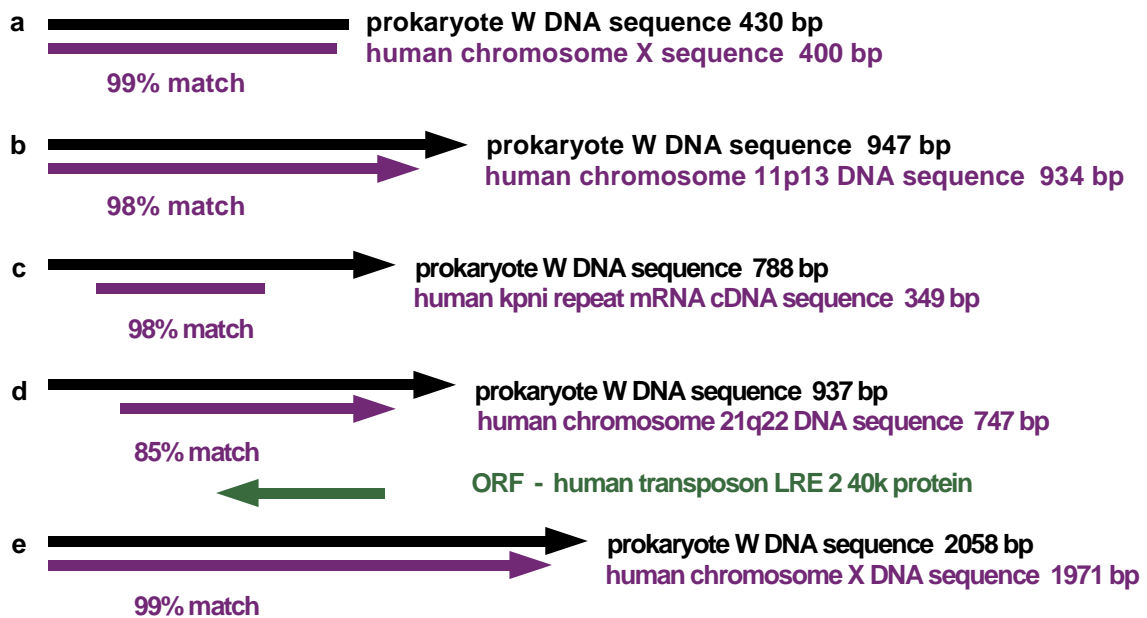 a prokaryote W DNA sequence 430 bp
human chromosome X sequence 400 bp
99% match
b prokaryote W DNA sequence 947 bp
human chromosome 11p13 DNA sequence 934 bp
98% match
c prokaryote W DNA sequence 788 bp
human kpni repeat mRNA cDNA sequence 349 bp
98% match
d prokaryote W DNA sequence 937 bp
human chromosome 21q22 DNA sequence 747 bp
85% match
ORF - human transposon LRE 2 40k protein
e prokaryote W DNA sequence 2058 bp
human chromosome X DNA sequence 1971 bp
99% match